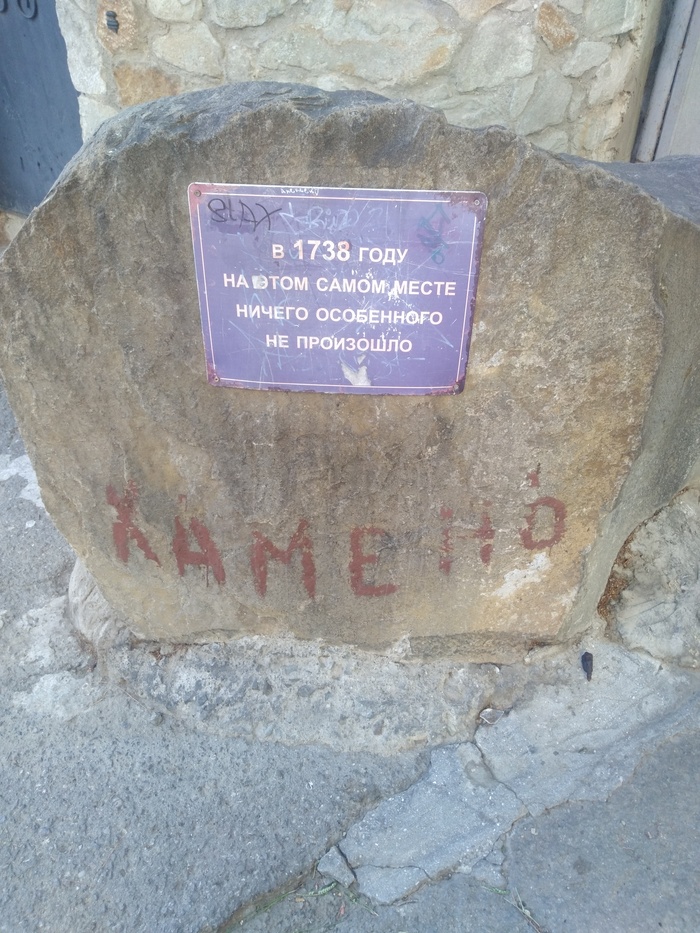 В 1738 ГОДУ
НА ЭТОМ САМОМ МЕСТЕ
НИЧЕГО ОСОБЕННОГО
НЕ ПРОИЗОШЛО
КАМЕНЬ